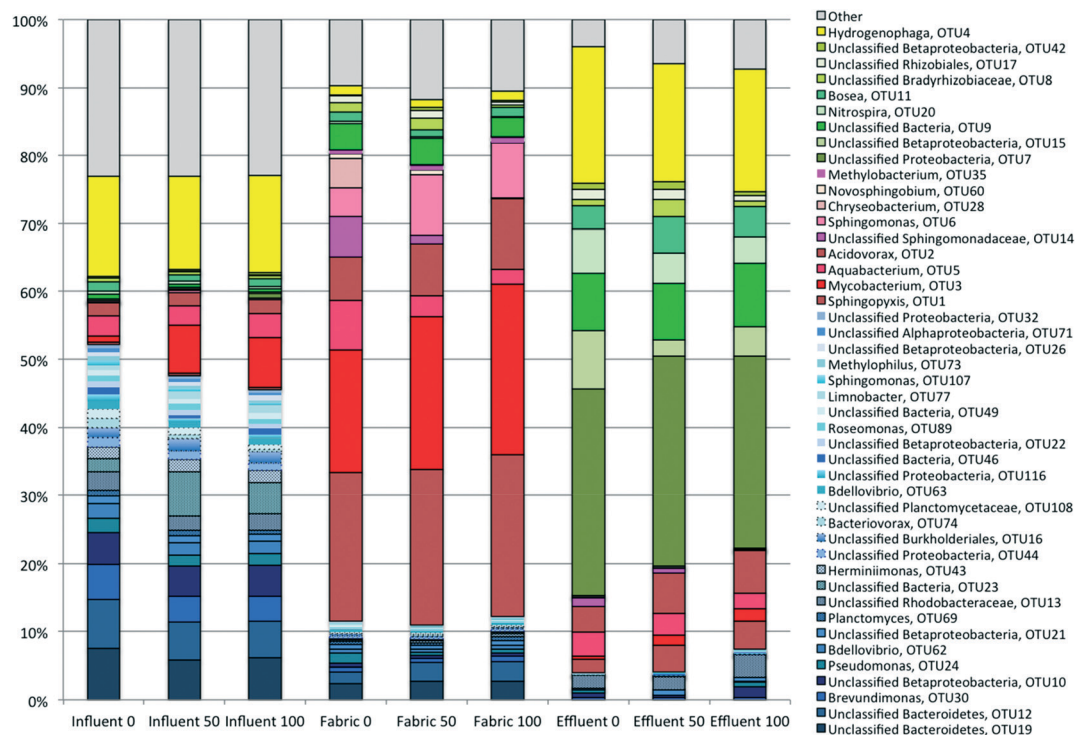 100%
90%
80%
70%
60%
50%
40%
30%
20%
10%
0%
Influent 0 Influent 50 Influent 100 Fabric 0 Fabric 50 Fabric 100 Effluent 0 Effluent 50 Effluent 100
Other
Hydrogenophaga, OTU4
Unclassified Betaproteobacteria, OTU42
Unclassified Rhizobiales, OTU17
Unclassified Bradyrhizobiaceae, OTU8
Bosea, OTU11
Nitrospira, OTU20
Unclassified Bacteria, OTU9
Unclassified Betaproteobacteria, OTU15
Unclassified Proteobacteria, OTU7
Methylobacterium, OTU35
Novosphingobium, OTU60
Chryseobacterium, OTU28
Sphingomonas, OTU6
Unclassified Sphingomonadaceae, OTU14
Acidovorax, OTU2
Aquabacterium, OTU5
Mycobacterium, OTU3
Sphingopyxis, OTU1
Unclassified Proteobacteria, OTU32
Unclassified Alphaproteobacteria, OTU71
Unclassified Betaproteobacteria, OTU26
Methylophilus, OTU73
Sphingomonas, OTU107
Limnobacter, OTU77
Unclassified Bacteria, OTU49
Roseomonas, OTU89
Unclassified Betaproteobacteria, OTU22
Unclassified Bacteria, OTU46
Unclassified Proteobacteria, OTU116
Bdellovibrio, OTU63
Unclassified Planctomycetaceae, OTU108
Bacteriovorax, OTU74
Unclassified Burkholderiales, OTU16
Unclassified Proteobacteria, OTU44
Herminiimonas, OTU43
Unclassified Bacteria, OTU23
Unclassified Rhodobacteraceae, OTU13
Planctomyces, OTU69
Unclassified Betaproteobacteria, OTU21
Bdellovibrio, OTU62
Pseudomonas, OTU24
Unclassified Betaproteobacteria, OTU10
Brevundimonas, OTU30
Unclassified Bacteroidetes, OTU12
Unclassified Bacteroidetes, OTU19